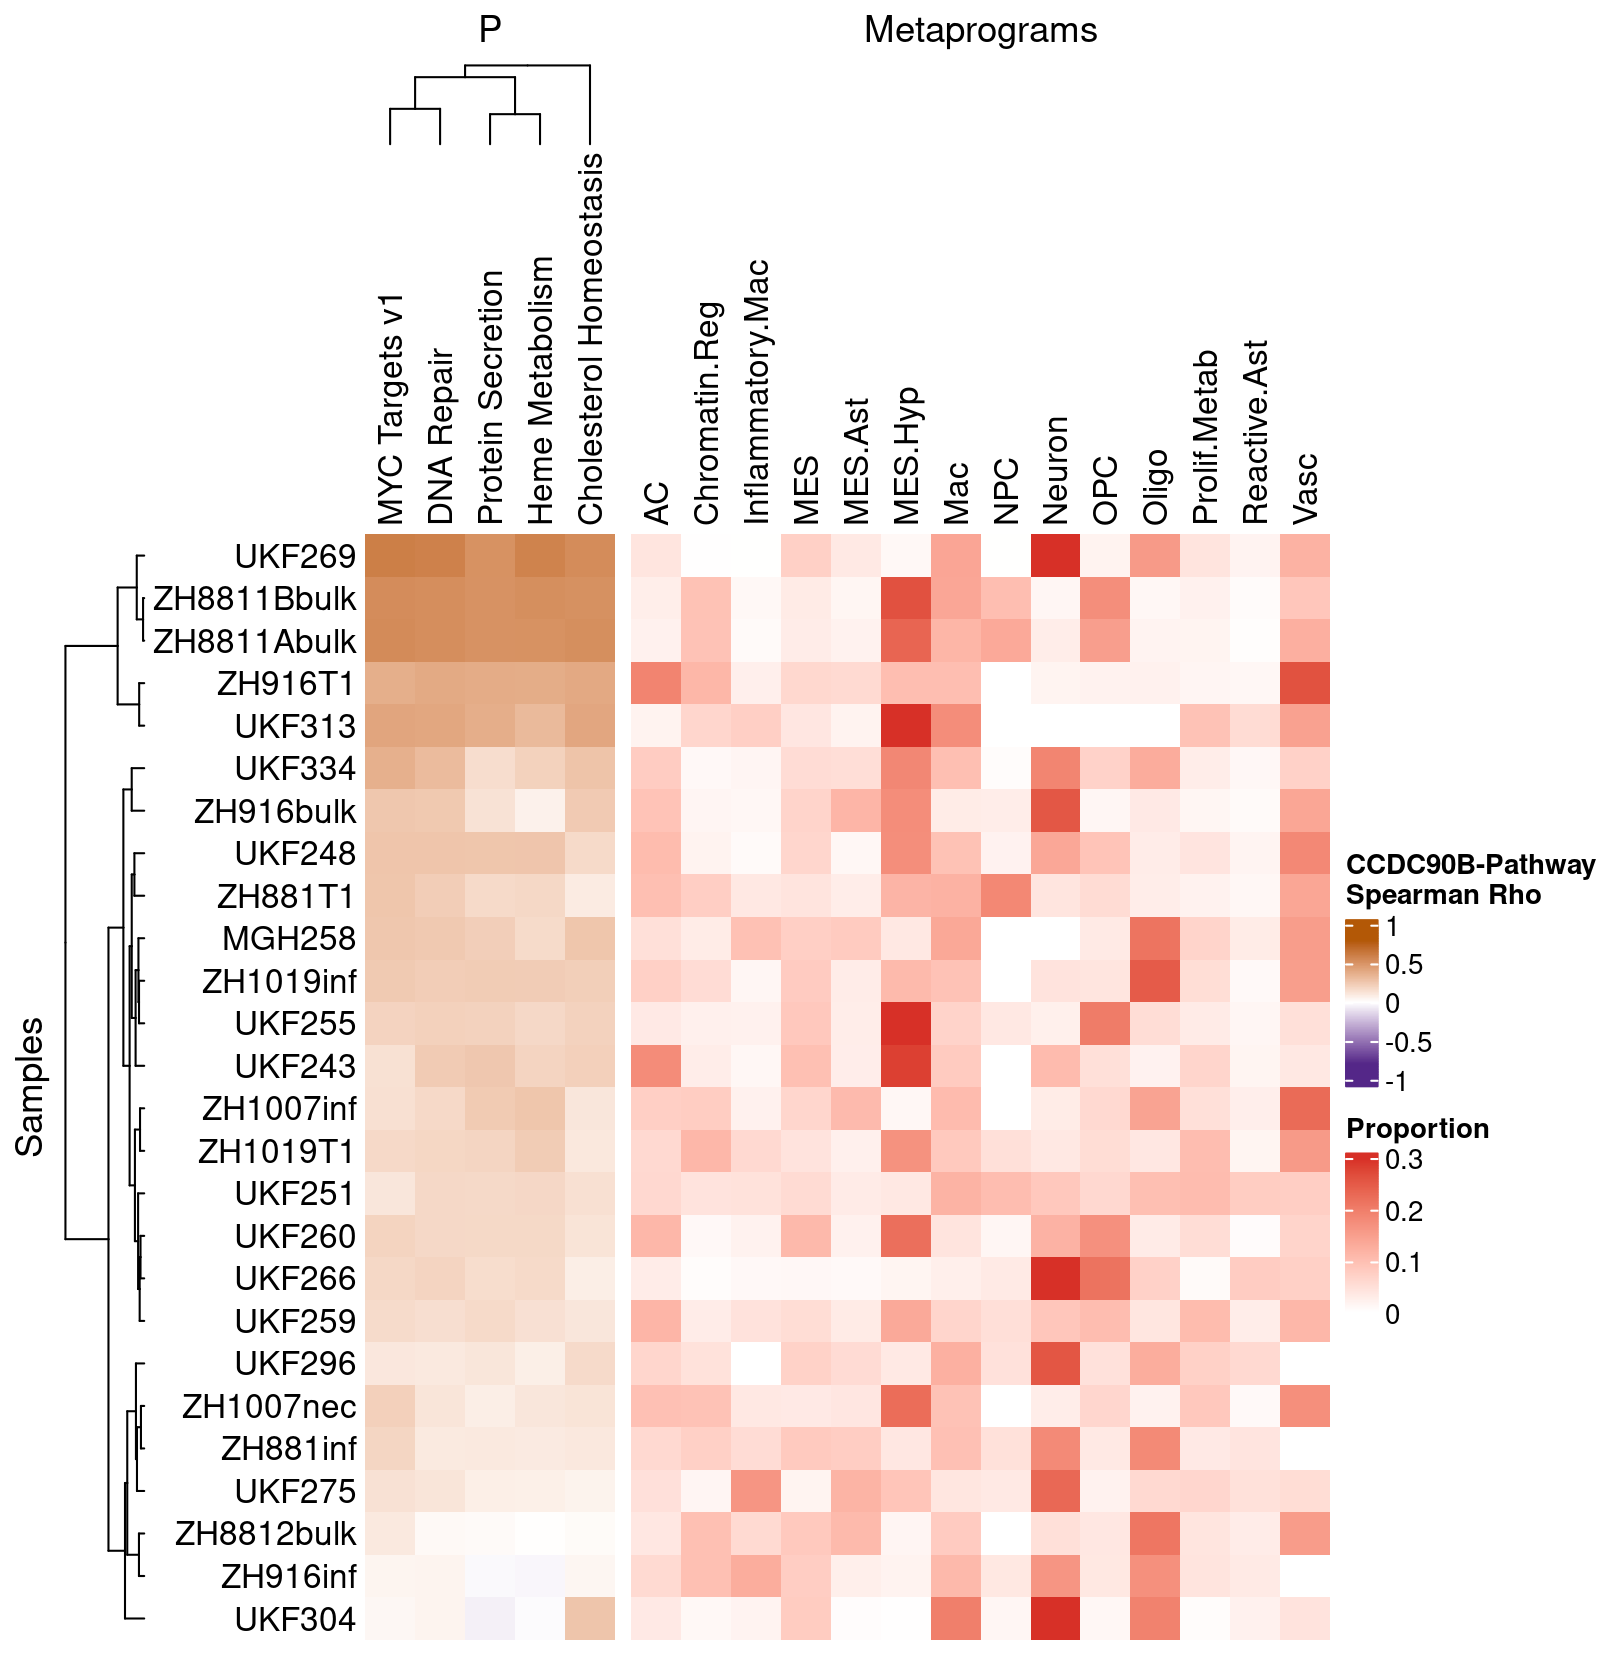 P
Metaprograms
MYC Targets v1
DNA Repair
Protein Secretion
Heme Metabolism
Cholesterol Homeostasis
AC
Chromatin.Reg
Inflammatory.Mac
MES
MES.Ast
MES.Hyp
Mac
NPC
Neuron
OPC
Oligo
Prolif.Metab
Reactive.Ast
Vasc
Samples
UKF269
ZH8811Bbulk
ZH8811Abulk
ZH916T1
UKF313
UKF334
ZH916bulk
UKF248
ZH881T1
MGH258
ZH1019inf
UKF255
UKF243
ZH1007inf
ZH1019T1
UKF251
UKF260
UKF266
UKF259
UKF296
ZH1007nec
ZH881inf
UKF275
ZH8812bulk
ZH916inf
UKF304
CCDC90B-Pathway
Spearman Rho
1
0.5
0
-0.5
-1
Proportion
0.3
0.2
0.1
0